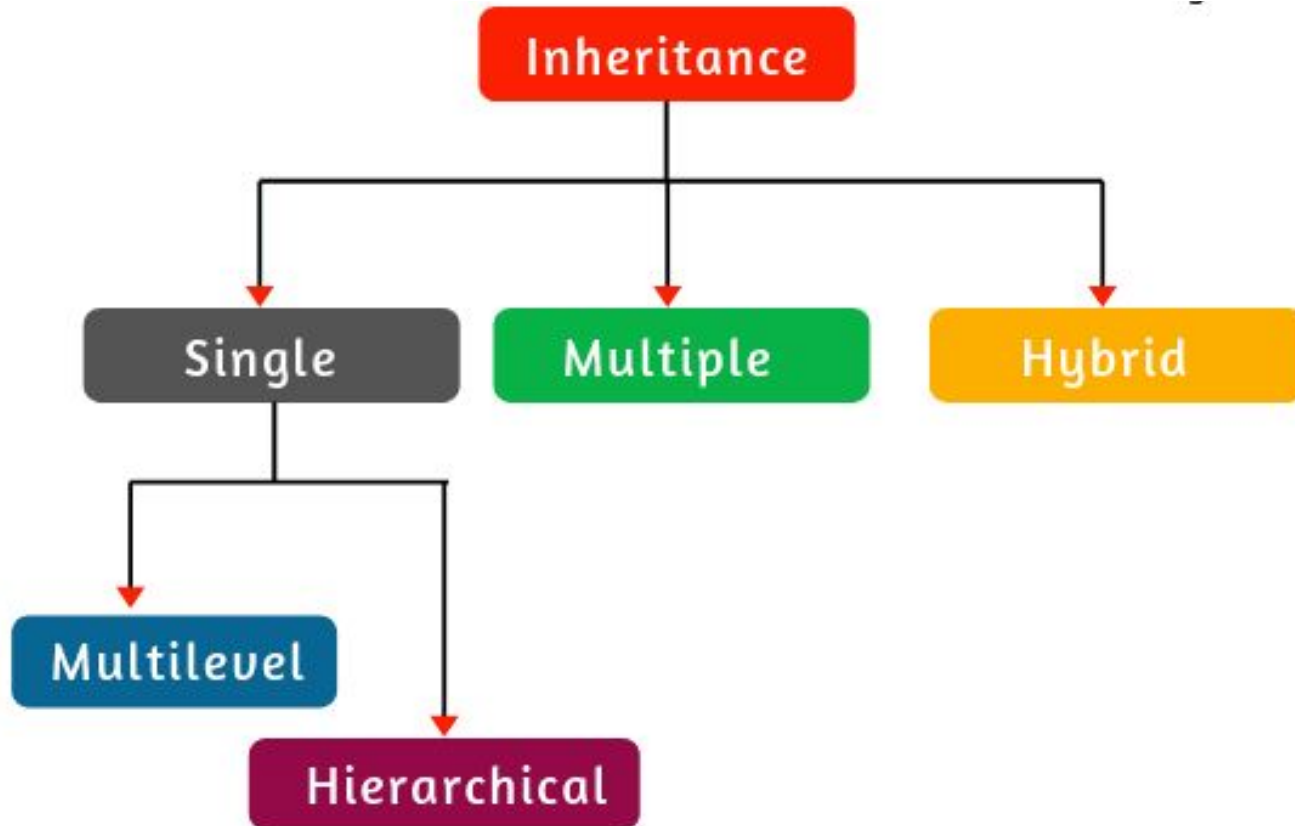 Inheritance
Single
Multiple
Hybrid
Multilevel
Hierarchical